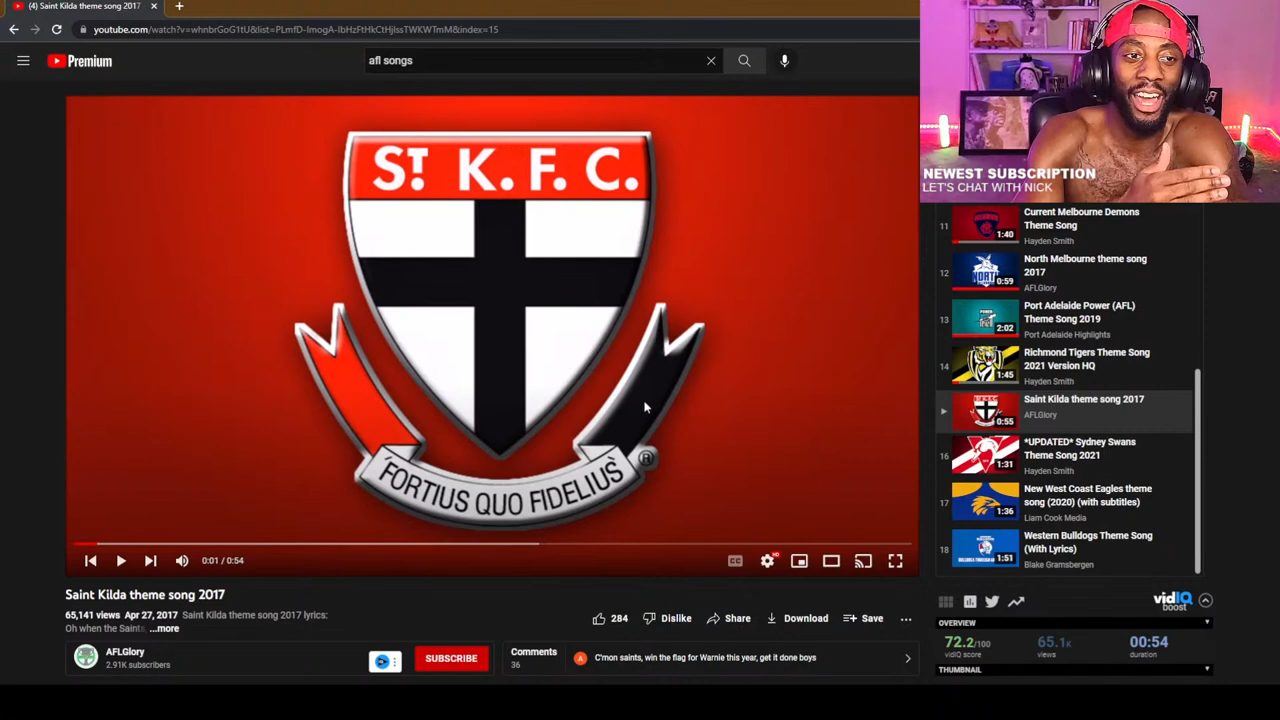 (4) Saint Kilda theme song 2017
youtube.com/watch?v=whnbrGoG1tU&list=PLmfD-ImogA-IbHzFtHkCtHjlssTWKWTmM&index=15
Premium
afl songs
ST K.F.C.
FORTIUS QUO FIDELIUS
®
0:01 / 0:54
CC
HD
Saint Kilda theme song 2017
65,141 views Apr 27, 2017 Saint Kilda theme song 2017 lyrics:
Oh when the Saints, ...more
284
Dislike
Share
Download
Save
AFLGlory
2.91K subscribers
SUBSCRIBE
Comments
36
A
C'mon saints, win the flag for Warnie this year, get it done boys
NEWEST SUBSCRIPTION
LET'S CHAT WITH NICK
11
1:40
Current Melbourne Demons
Theme Song
Hayden Smith
12
NORTH
0:59
North Melbourne theme song
2017
AFLGlory
13
POWER
2:02
Port Adelaide Power (AFL)
Theme Song 2019
Port Adelaide Highlights
14
1:45
Richmond Tigers Theme Song
2021 Version HQ
Hayden Smith
ST K.F.C.
0:55
Saint Kilda theme song 2017
AFLGlory
16
1:31
*UPDATED* Sydney Swans
Theme Song 2021
Hayden Smith
17
1:36
New West Coast Eagles theme
song (2020) (with subtitles)
Liam Cook Media
18
1:51
Western Bulldogs Theme Song
(With Lyrics)
Blake Gramsbergen
vidIQ
boost
OVERVIEW
72.2/100
vidIQ score
65.1K
views
00:54
duration
THUMBNAIL